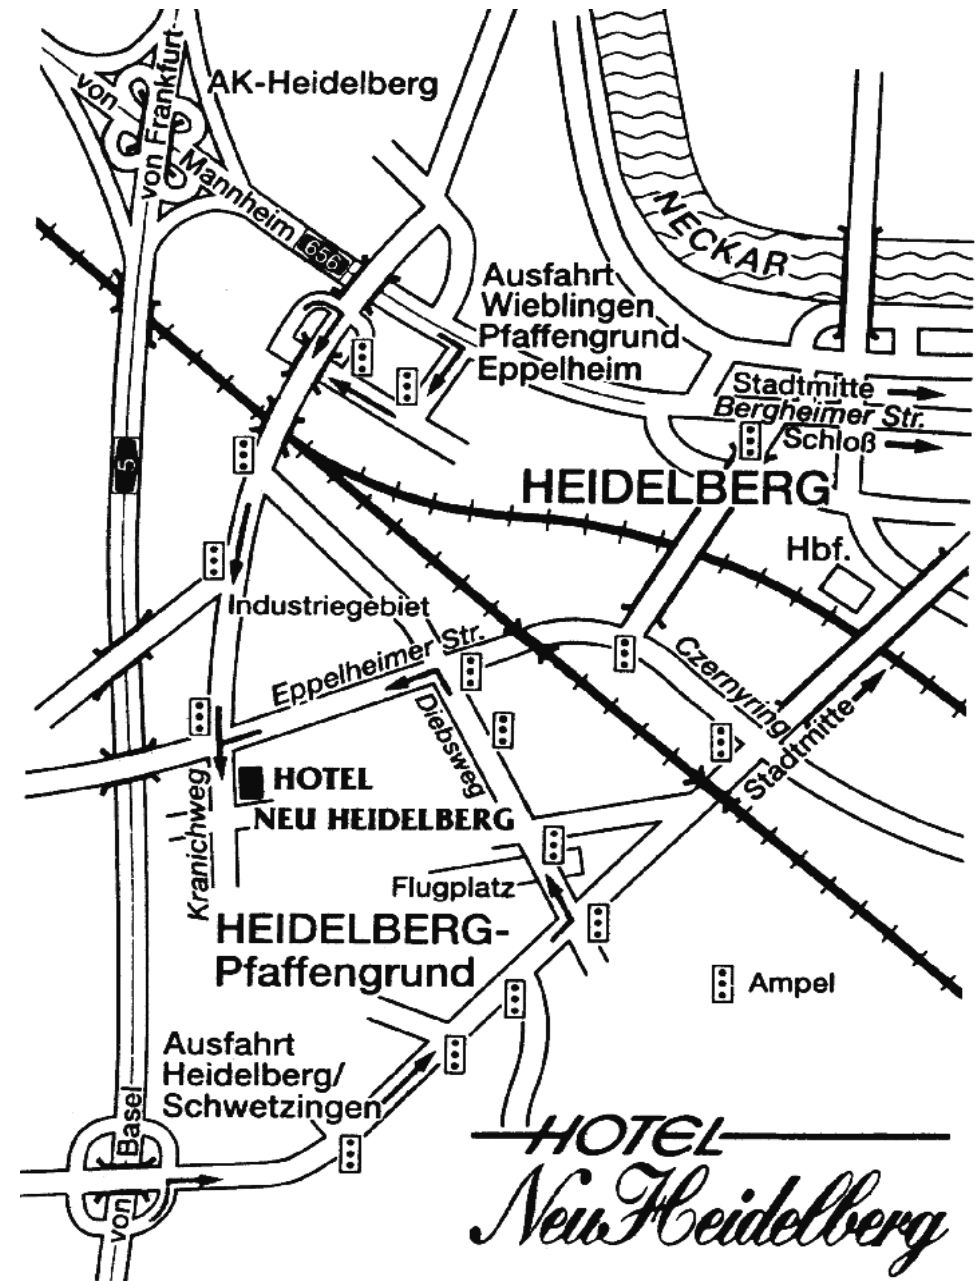 AK-Heidelberg
von Frankfurt
von
Mannheim
656
NECKAR
Ausfahrt
Wieblingen
Pfaffengrund
Eppelheim
Stadtmitte
Bergheimer Str.
Schloß
5
HEIDELBERG
Hbf.
Industriegebiet
Eppelheimer Str.
Czernyring
Diebsweg
Stadtmitte
HOTEL
NEU HEIDELBERG
Kranichweg
Flugplatz
HEIDELBERG-
Pfaffengrund
Ampel
Ausfahrt
Heidelberg/
Schwetzingen
von Basel
HOTEL
Neu Heidelberg